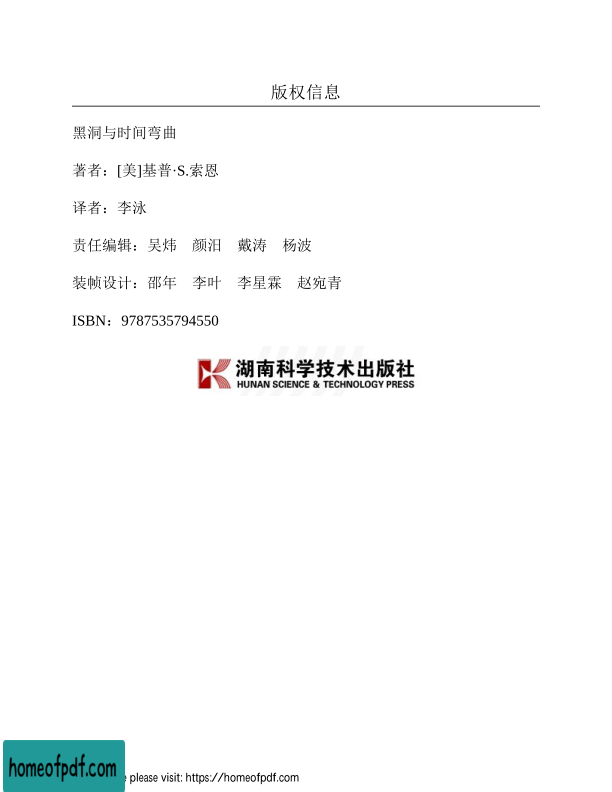 版权信息
黑洞与时间弯曲
著者：[美]基普·S.索恩
译者：李泳
责任编辑：吴炜　颜汨　戴涛　杨波
装帧设计：邵年　李叶　李星霖　赵宛青
ISBN：9787535794550
湖南科学技术出版社
HUNAN SCIENCE & TECHNOLOGY PRESS
homeofpdf.com
e please visit: https://homeofpdf.com